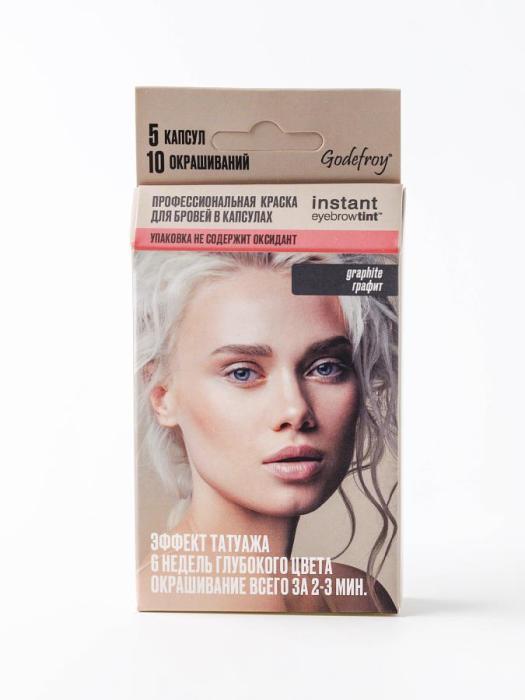 5 КАПСУЛ
10 ОКРАШИВАНИЙ
Godefroy®
ПРОФЕССИОНАЛЬНАЯ КРАСКА
ДЛЯ БРОВЕЙ В КАПСУЛАХ
instant
eyebrowtint™
УПАКОВКА НЕ СОДЕРЖИТ ОКСИДАНТ
graphite
графит
ЭФФЕКТ ТАТУАЖА
6 НЕДЕЛЬ ГЛУБОКОГО ЦВЕТА
ОКРАШИВАНИЕ ВСЕГО ЗА 2-3 МИН.